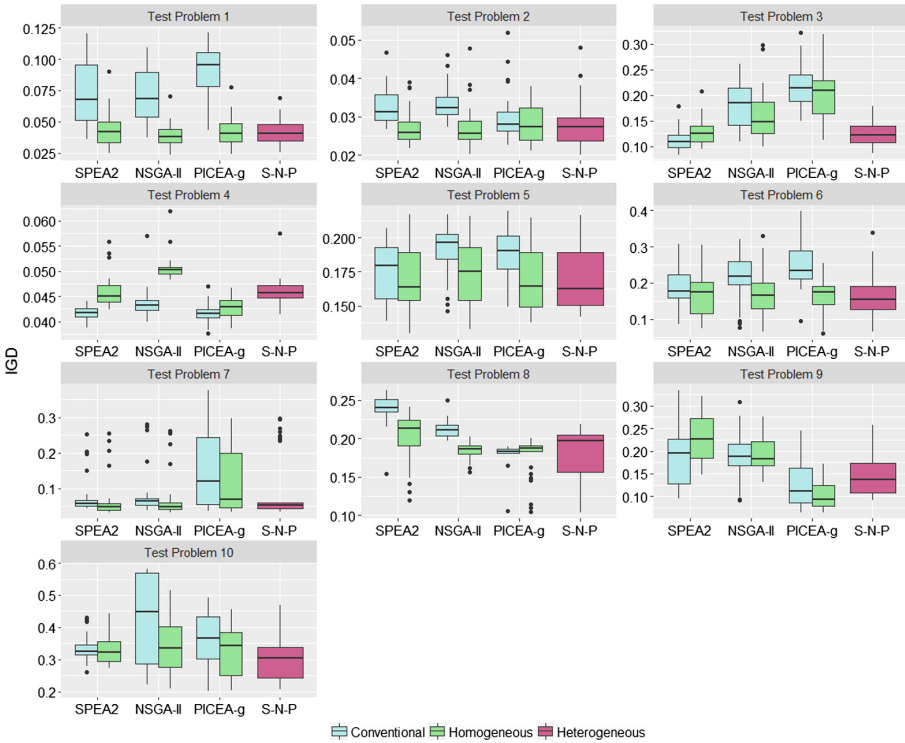 Test Problem 1
Test Problem 2
Test Problem 3
0.125
0.100
0.075
0.050
0.025
0.05
0.04
0.03
0.02
0.30
0.25
0.20
0.15
0.10
SPEA2 NSGA-II PICEA-g S-N-P
SPEA2 NSGA-II PICEA-g S-N-P
SPEA2 NSGA-II PICEA-g S-N-P
Test Problem 4
Test Problem 5
Test Problem 6
0.060
0.055
0.050
0.045
0.040
0.200
0.175
0.150
0.4
0.3
0.2
0.1
SPEA2 NSGA-II PICEA-g S-N-P
SPEA2 NSGA-II PICEA-g S-N-P
SPEA2 NSGA-II PICEA-g S-N-P
IGD
Test Problem 7
Test Problem 8
Test Problem 9
0.3
0.2
0.1
0.25
0.20
0.15
0.10
0.30
0.25
0.20
0.15
0.10
SPEA2 NSGA-II PICEA-g S-N-P
SPEA2 NSGA-II PICEA-g S-N-P
SPEA2 NSGA-II PICEA-g S-N-P
Test Problem 10
0.6
0.5
0.4
0.3
0.2
SPEA2 NSGA-II PICEA-g S-N-P
Conventional Homogeneous Heterogeneous